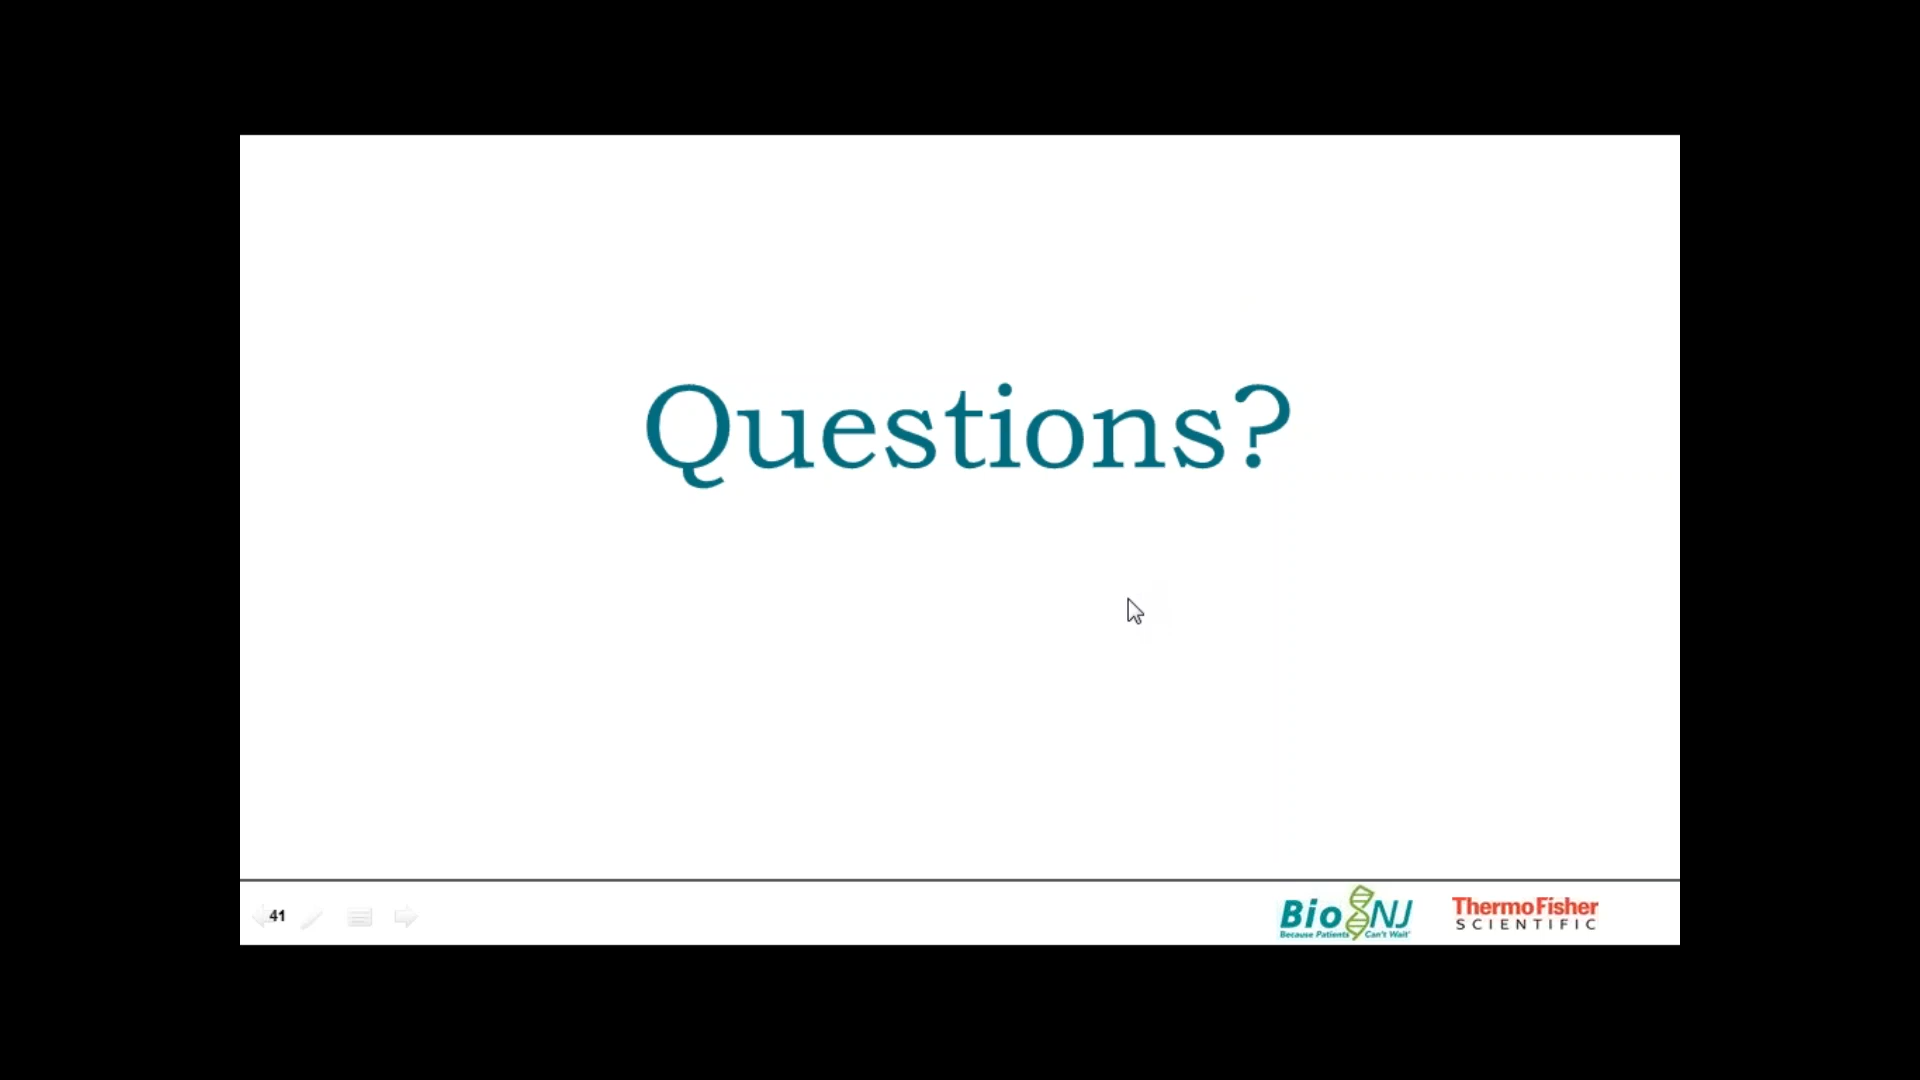 Questions?
41
BioNJ
Because Patients Can't Wait®
ThermoFisher
SCIENTIFIC